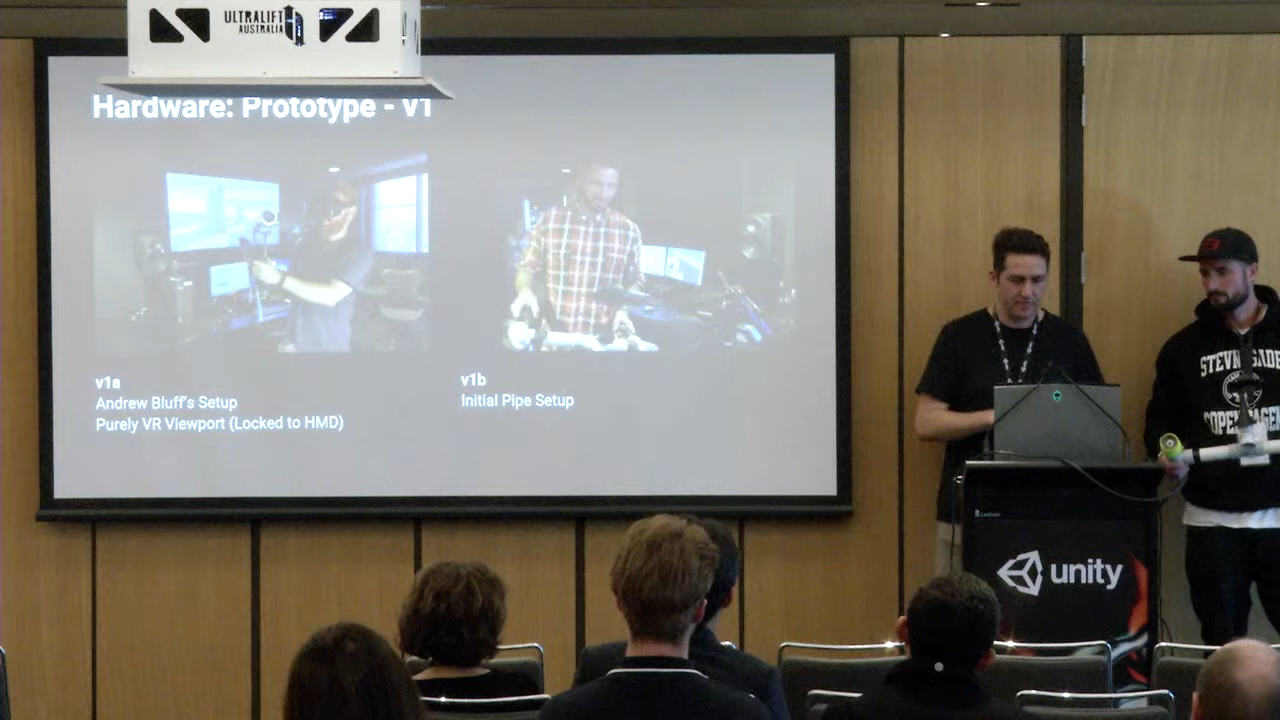 ULTRALIFT
AUSTRALIA
Hardware: Prototype - v1
v1a
Andrew Bluff's Setup
Purely VR Viewport (Locked to HMD)
v1b
Initial Pipe Setup
COPENHAGEN
unity